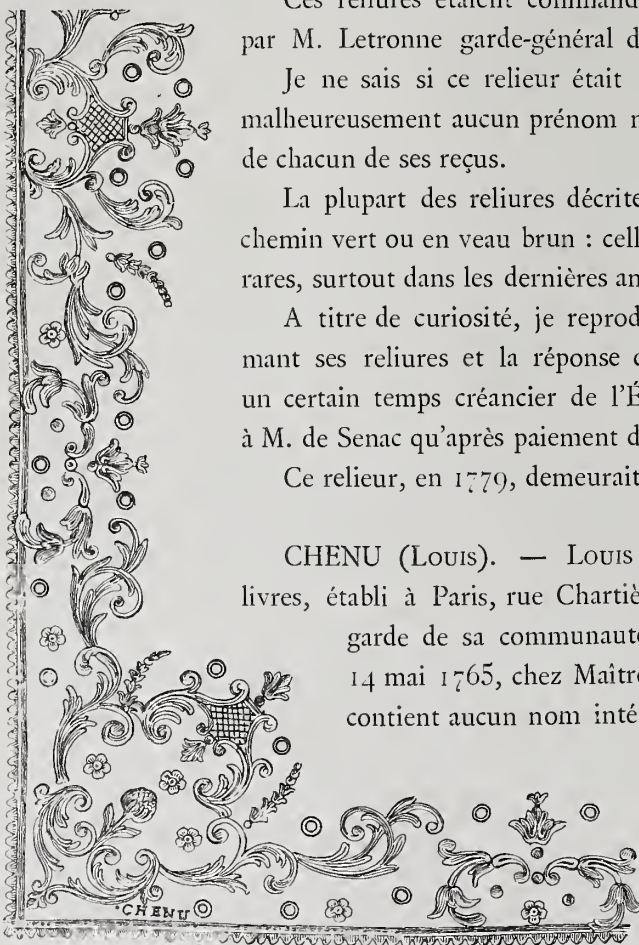 Ces reliures étaient command
par M. Letronne garde-général d
Je ne sais si ce relieur était
malheureusement aucun prénom n
de chacun de ses reçus.
La plupart des reliures décrite
chemin vert ou en veau brun : cell
rares, surtout dans les dernières an
A titre de curiosité, je reprod
mant ses reliures et la réponse
un certain temps créancier de l'É
à M. de Senac qu'après paiement d
Ce relieur, en 1779, demeurait
CHENU (Louis). — Louis
livres, établi à Paris, rue Chartiè
garde de sa communauté
14 mai 1765, chez Maître
contient aucun nom inté
CHENU